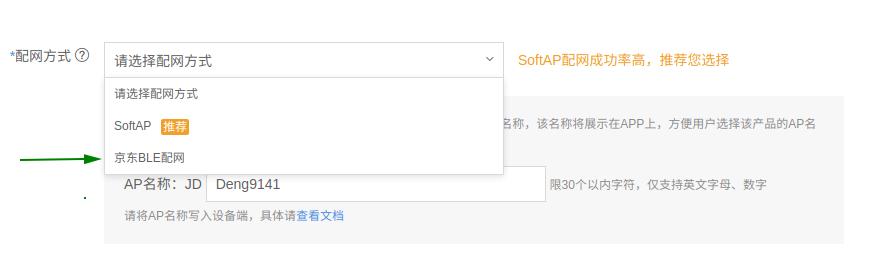 *配网方式 ?
请选择配网方式
SoftAP配网成功率高，推荐您选择
请选择配网方式
SoftAP 推荐
京东BLE配网
名称，该名称将展示在APP上，方便用户选择该产品的AP名
AP名称：JD Deng9141 限30个以内字符，仅支持英文字母、数字
请将AP名称写入设备端，具体请查看文档